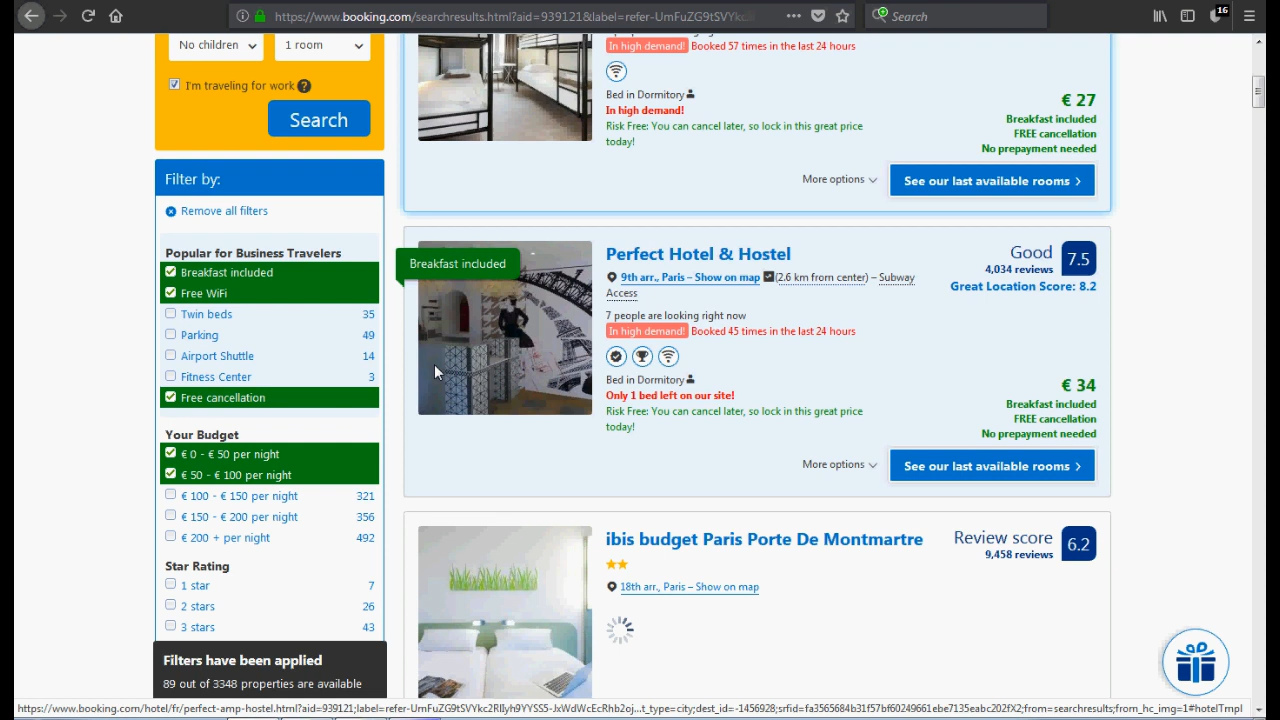 https://www.booking.com/searchresults.html?aid=939121&label=refer-UmFuZG9tSVYkc
Search
16
No children
1 room
I'm traveling for work
Search
Filter by:
Remove all filters
Popular for Business Travelers
Breakfast included
Free WiFi
Twin beds 35
Parking 49
Airport Shuttle 14
Fitness Center 3
Free cancellation
Your Budget
€ 0 - € 50 per night
€ 50 - € 100 per night
€ 100 - € 150 per night 321
€ 150 - € 200 per night 356
€ 200 + per night 492
Star Rating
1 star 7
2 stars 26
3 stars 43
Filters have been applied
89 out of 3348 properties are available
In high demand! Booked 57 times in the last 24 hours
Bed in Dormitory
In high demand!
Risk Free: You can cancel later, so lock in this great price
today!
€ 27
Breakfast included
FREE cancellation
No prepayment needed
More options
See our last available rooms
Breakfast included
Perfect Hotel & Hostel
9th arr., Paris – Show on map (2.6 km from center) – Subway
Access
Good
4,034 reviews
7.5
Great Location Score: 8.2
7 people are looking right now
In high demand! Booked 45 times in the last 24 hours
Bed in Dormitory
Only 1 bed left on our site!
Risk Free: You can cancel later, so lock in this great price
today!
€ 34
Breakfast included
FREE cancellation
No prepayment needed
More options
See our last available rooms
ibis budget Paris Porte De Montmartre
18th arr., Paris – Show on map
Review score
9,458 reviews
6.2